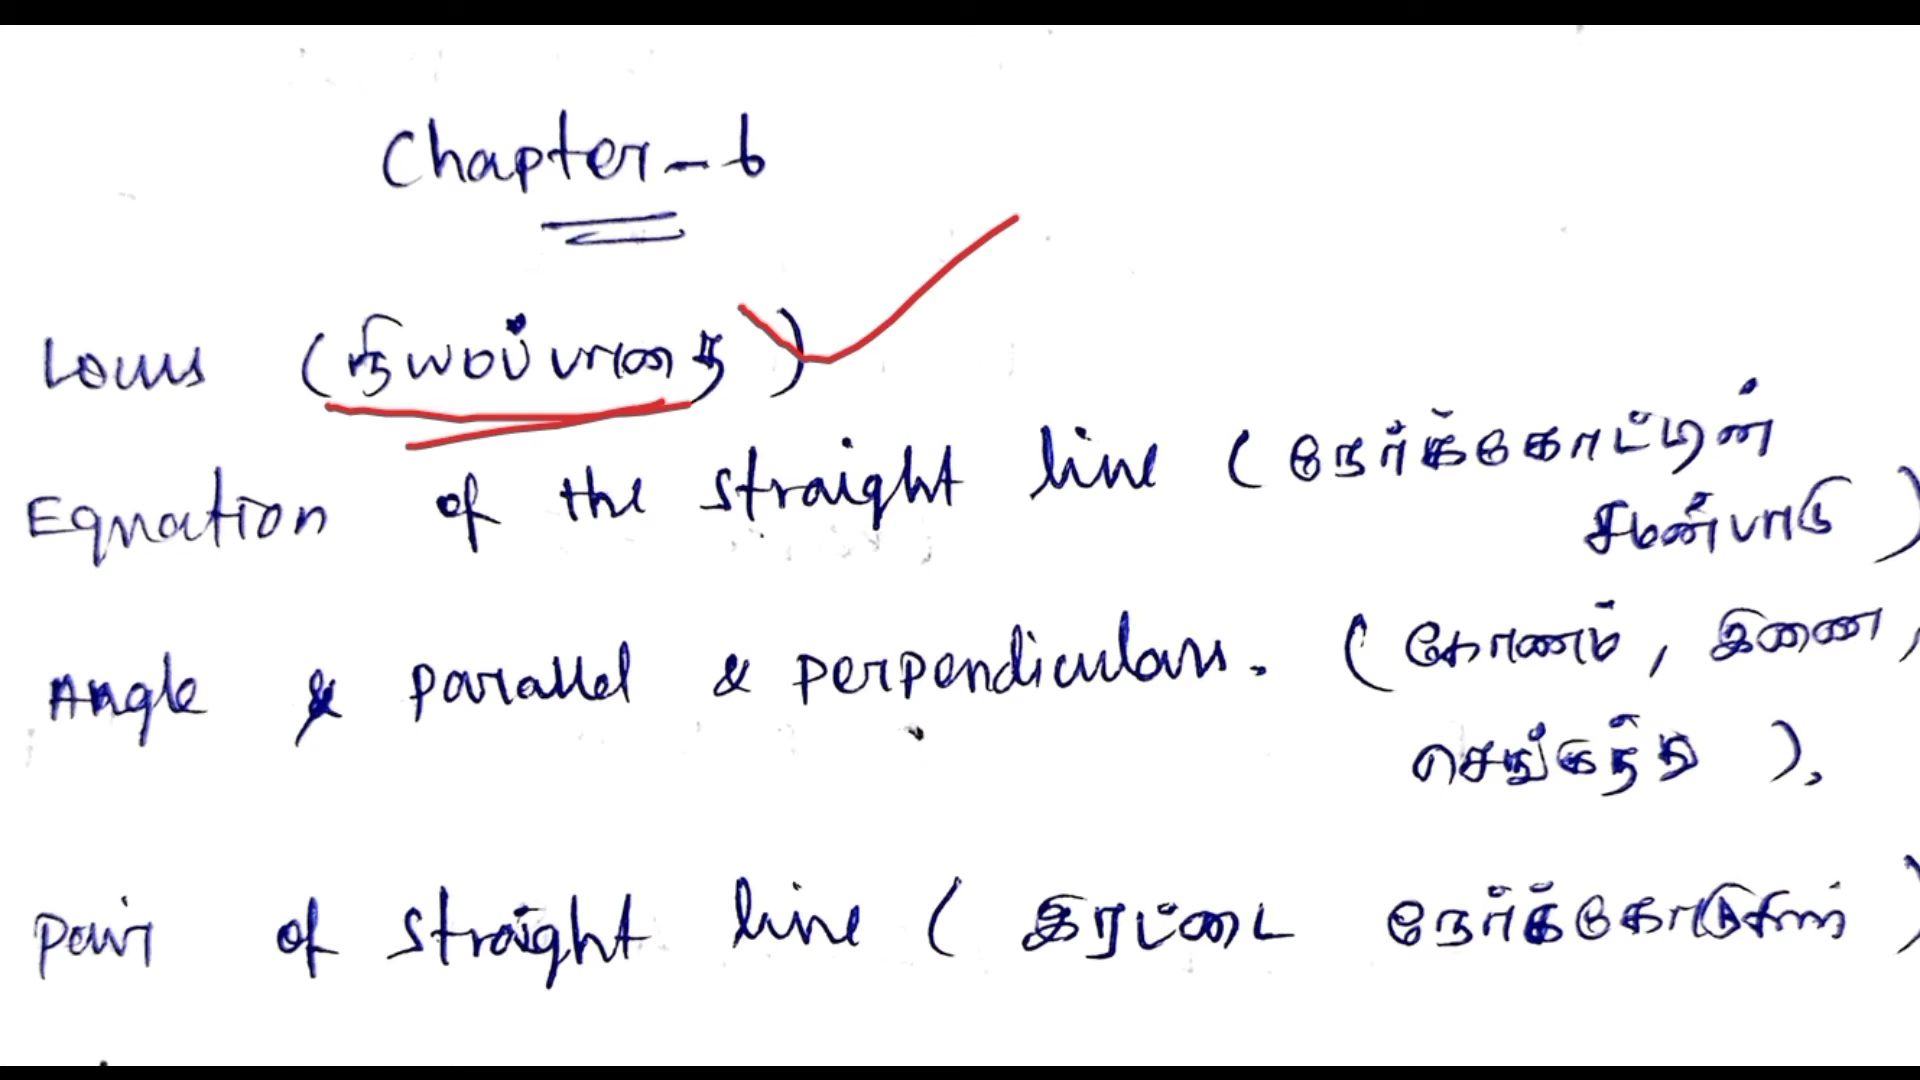 Chapter - 6
Locus (நியமப்பாதை)
Equation of the straight line (நேர்க்கோட்டின்
சமன்பாடு)
Angle & parallel & perpendiculars. (கோணம், இணை,
செங்குத்து).
pair of straight line (இரட்டை நேர்க்கோடுகள்)